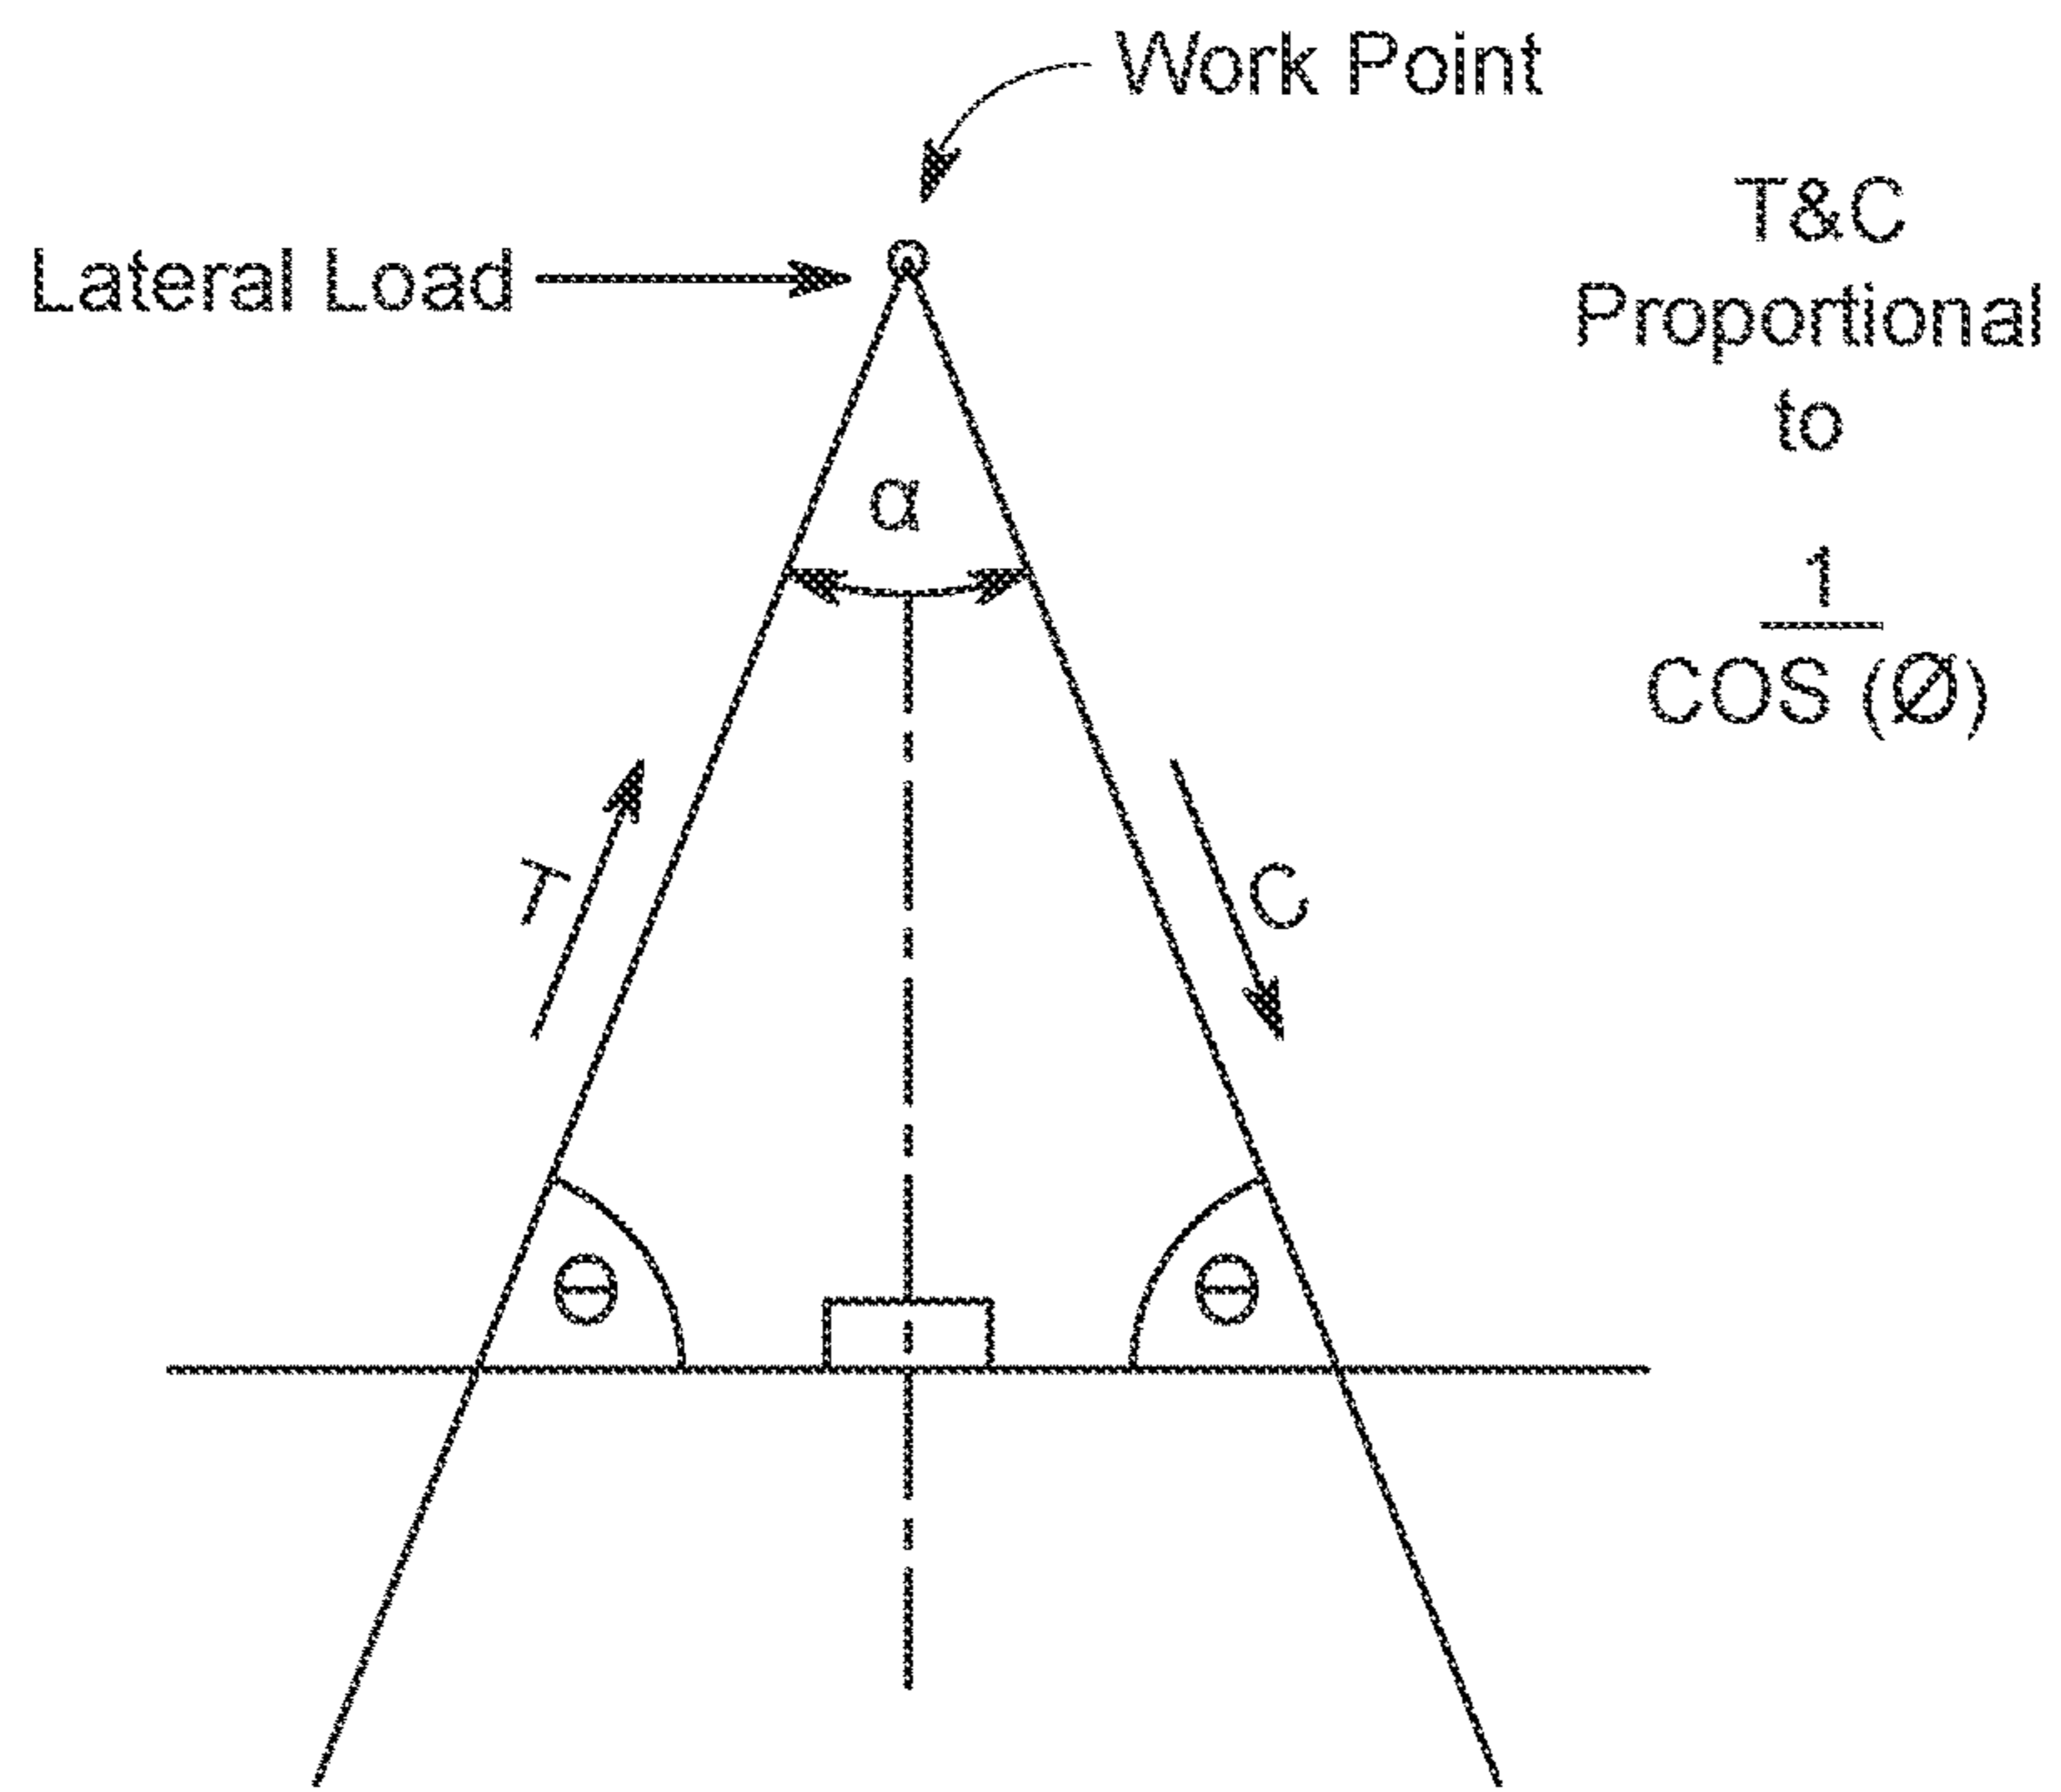 Work Point
Lateral Load
T&C
Proportional
to
1
COS (Ø)
α
T
C
Θ
Θ